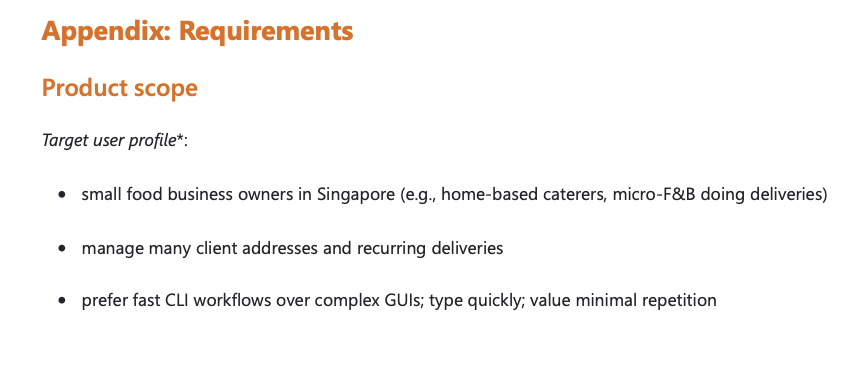 Appendix: Requirements
Product scope
Target user profile*:
• small food business owners in Singapore (e.g., home-based caterers, micro-F&B doing deliveries)
• manage many client addresses and recurring deliveries
• prefer fast CLI workflows over complex GUIs; type quickly; value minimal repetition